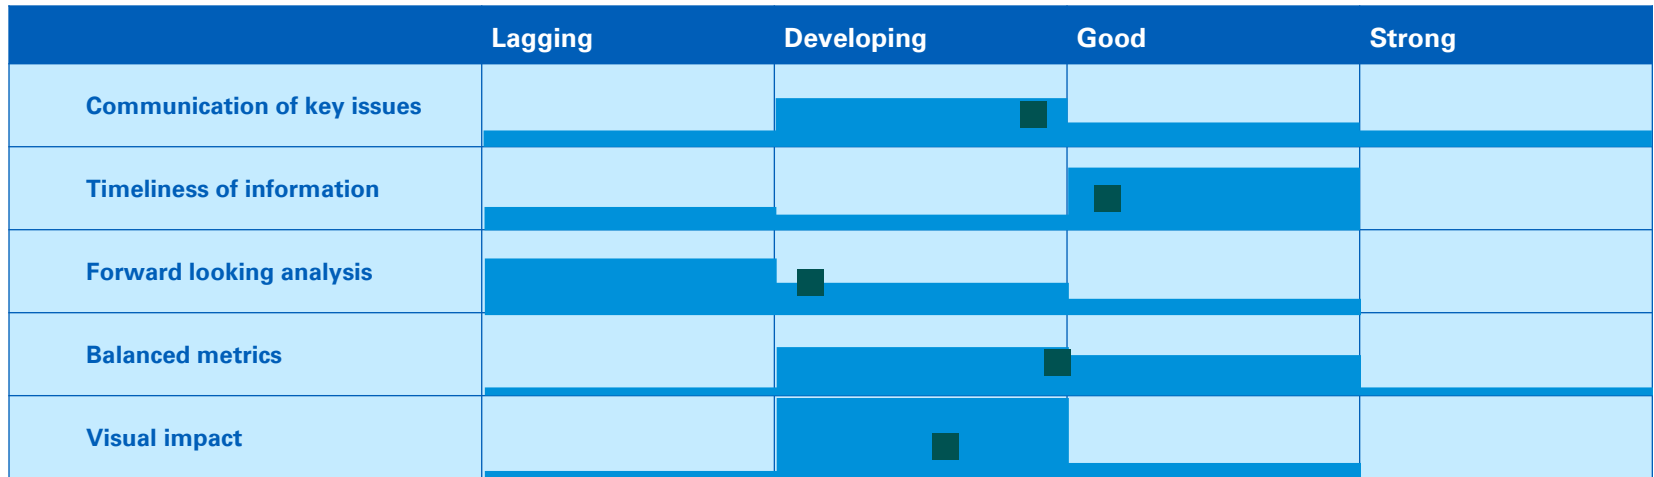 Lagging Developing Good Strong
Communication of key issues
Timeliness of information
Forward looking analysis
Balanced metrics
Visual impact